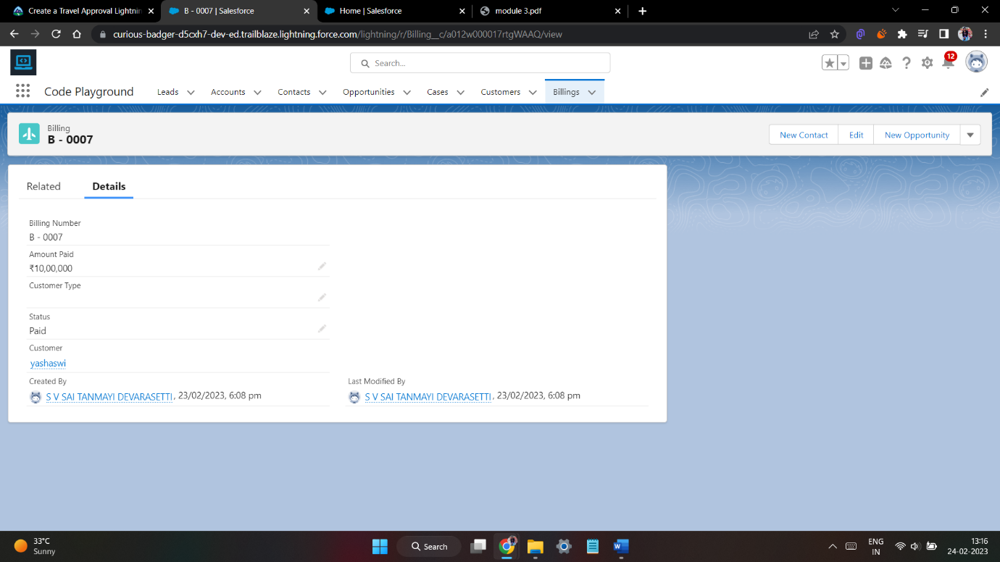 Create a Travel Approval Lightnin
B - 0007 | Salesforce
Home | Salesforce
module 3.pdf
curious-badger-d5cxh7-dev-ed.trailblaze.lightning.force.com/lightning/r/Billing__c/a012w000017rtgWAAQ/view
Search...
12
Code Playground
Leads
Accounts
Contacts
Opportunities
Cases
Customers
Billings
Billing
B - 0007
New Contact
Edit
New Opportunity
Related
Details
Billing Number
B - 0007
Amount Paid
₹10,00,000
Customer Type
Status
Paid
Customer
yashaswi
Created By
S V SAI TANMAYI DEVARASETTI, 23/02/2023, 6:08 pm
Last Modified By
S V SAI TANMAYI DEVARASETTI, 23/02/2023, 6:08 pm
33°C
Sunny
Search
ENG
IN
13:16
24-02-2023